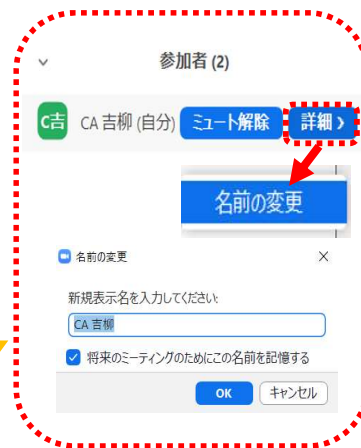 参加者 (2)
C吉 CA 吉柳 (自分) ミュート解除 詳細 >
名前の変更
名前の変更
新規表示名を入力してください:
CA 吉柳
将来のミーティングのためにこの名前を記憶する
OK キャンセル